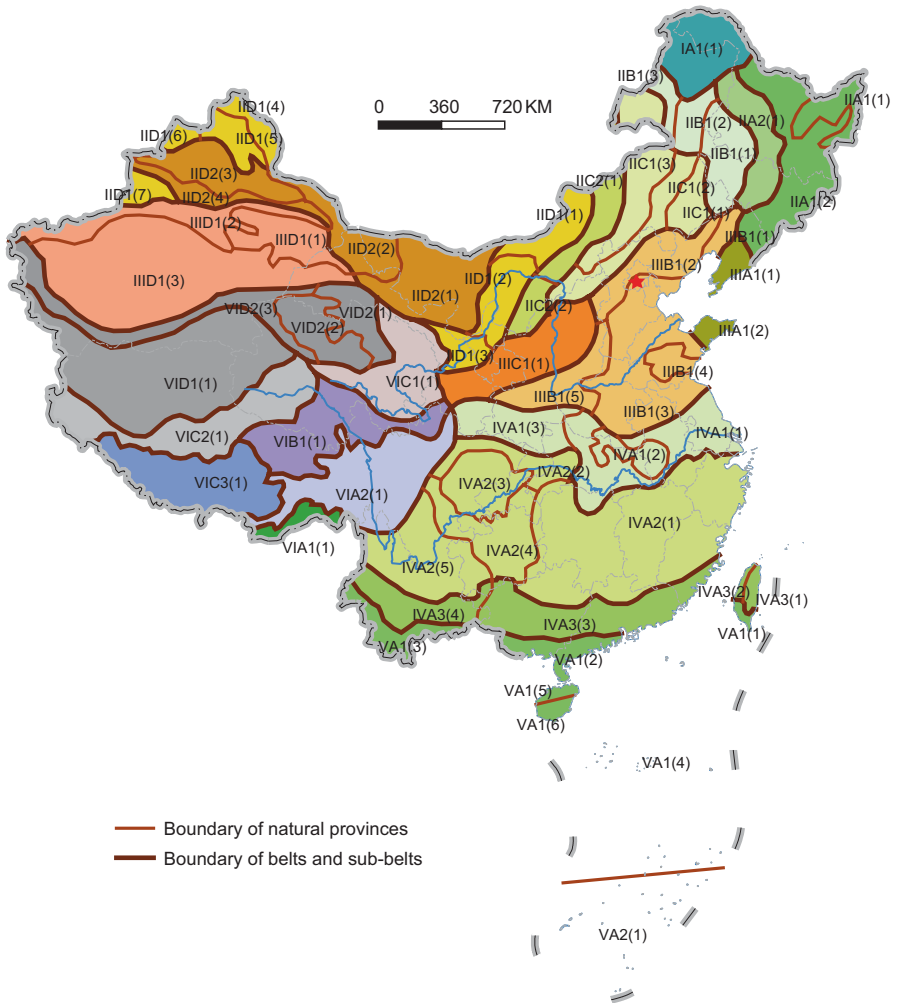 IA1(1)
IIB1(3)
IID1(4)
IIA1(1)
0 360 720 KM
IIB1(2)
IIA2(1)
IID1(6)
IID1(5)
IIB1(1)
IIC1(3)
IID2(3)
IIC2(1)
IIC1(2)
IID1(7)
IID2(4)
IIA1(2)
IID1(1)
IIC1(1)
IIID1(2)
IIID1(1)
IIIB1(1)
IID2(2)
IIIB1(2)
IIIA1(1)
IIID1(3)
IID1(2)
IID2(1)
IIC2(2)
VID2(3)
VID2(1)
VID2(2)
IIIA1(2)
IID1(3)
IIIC1(1)
IIIB1(4)
VID1(1)
VIC1(1)
IIIB1(5)
IIIB1(3)
VIC2(1)
VIB1(1)
IVA1(3)
IVA1(1)
IVA1(2)
IVA2(2)
VIC3(1)
IVA2(3)
VIA2(1)
IVA2(1)
VIA1(1)
IVA2(4)
IVA2(5)
IVA3(2)
IVA3(1)
IVA3(4)
IVA3(3)
VA1(1)
VA1(3)
VA1(2)
VA1(5)
VA1(6)
VA1(4)
Boundary of natural provinces
Boundary of belts and sub-belts
VA2(1)